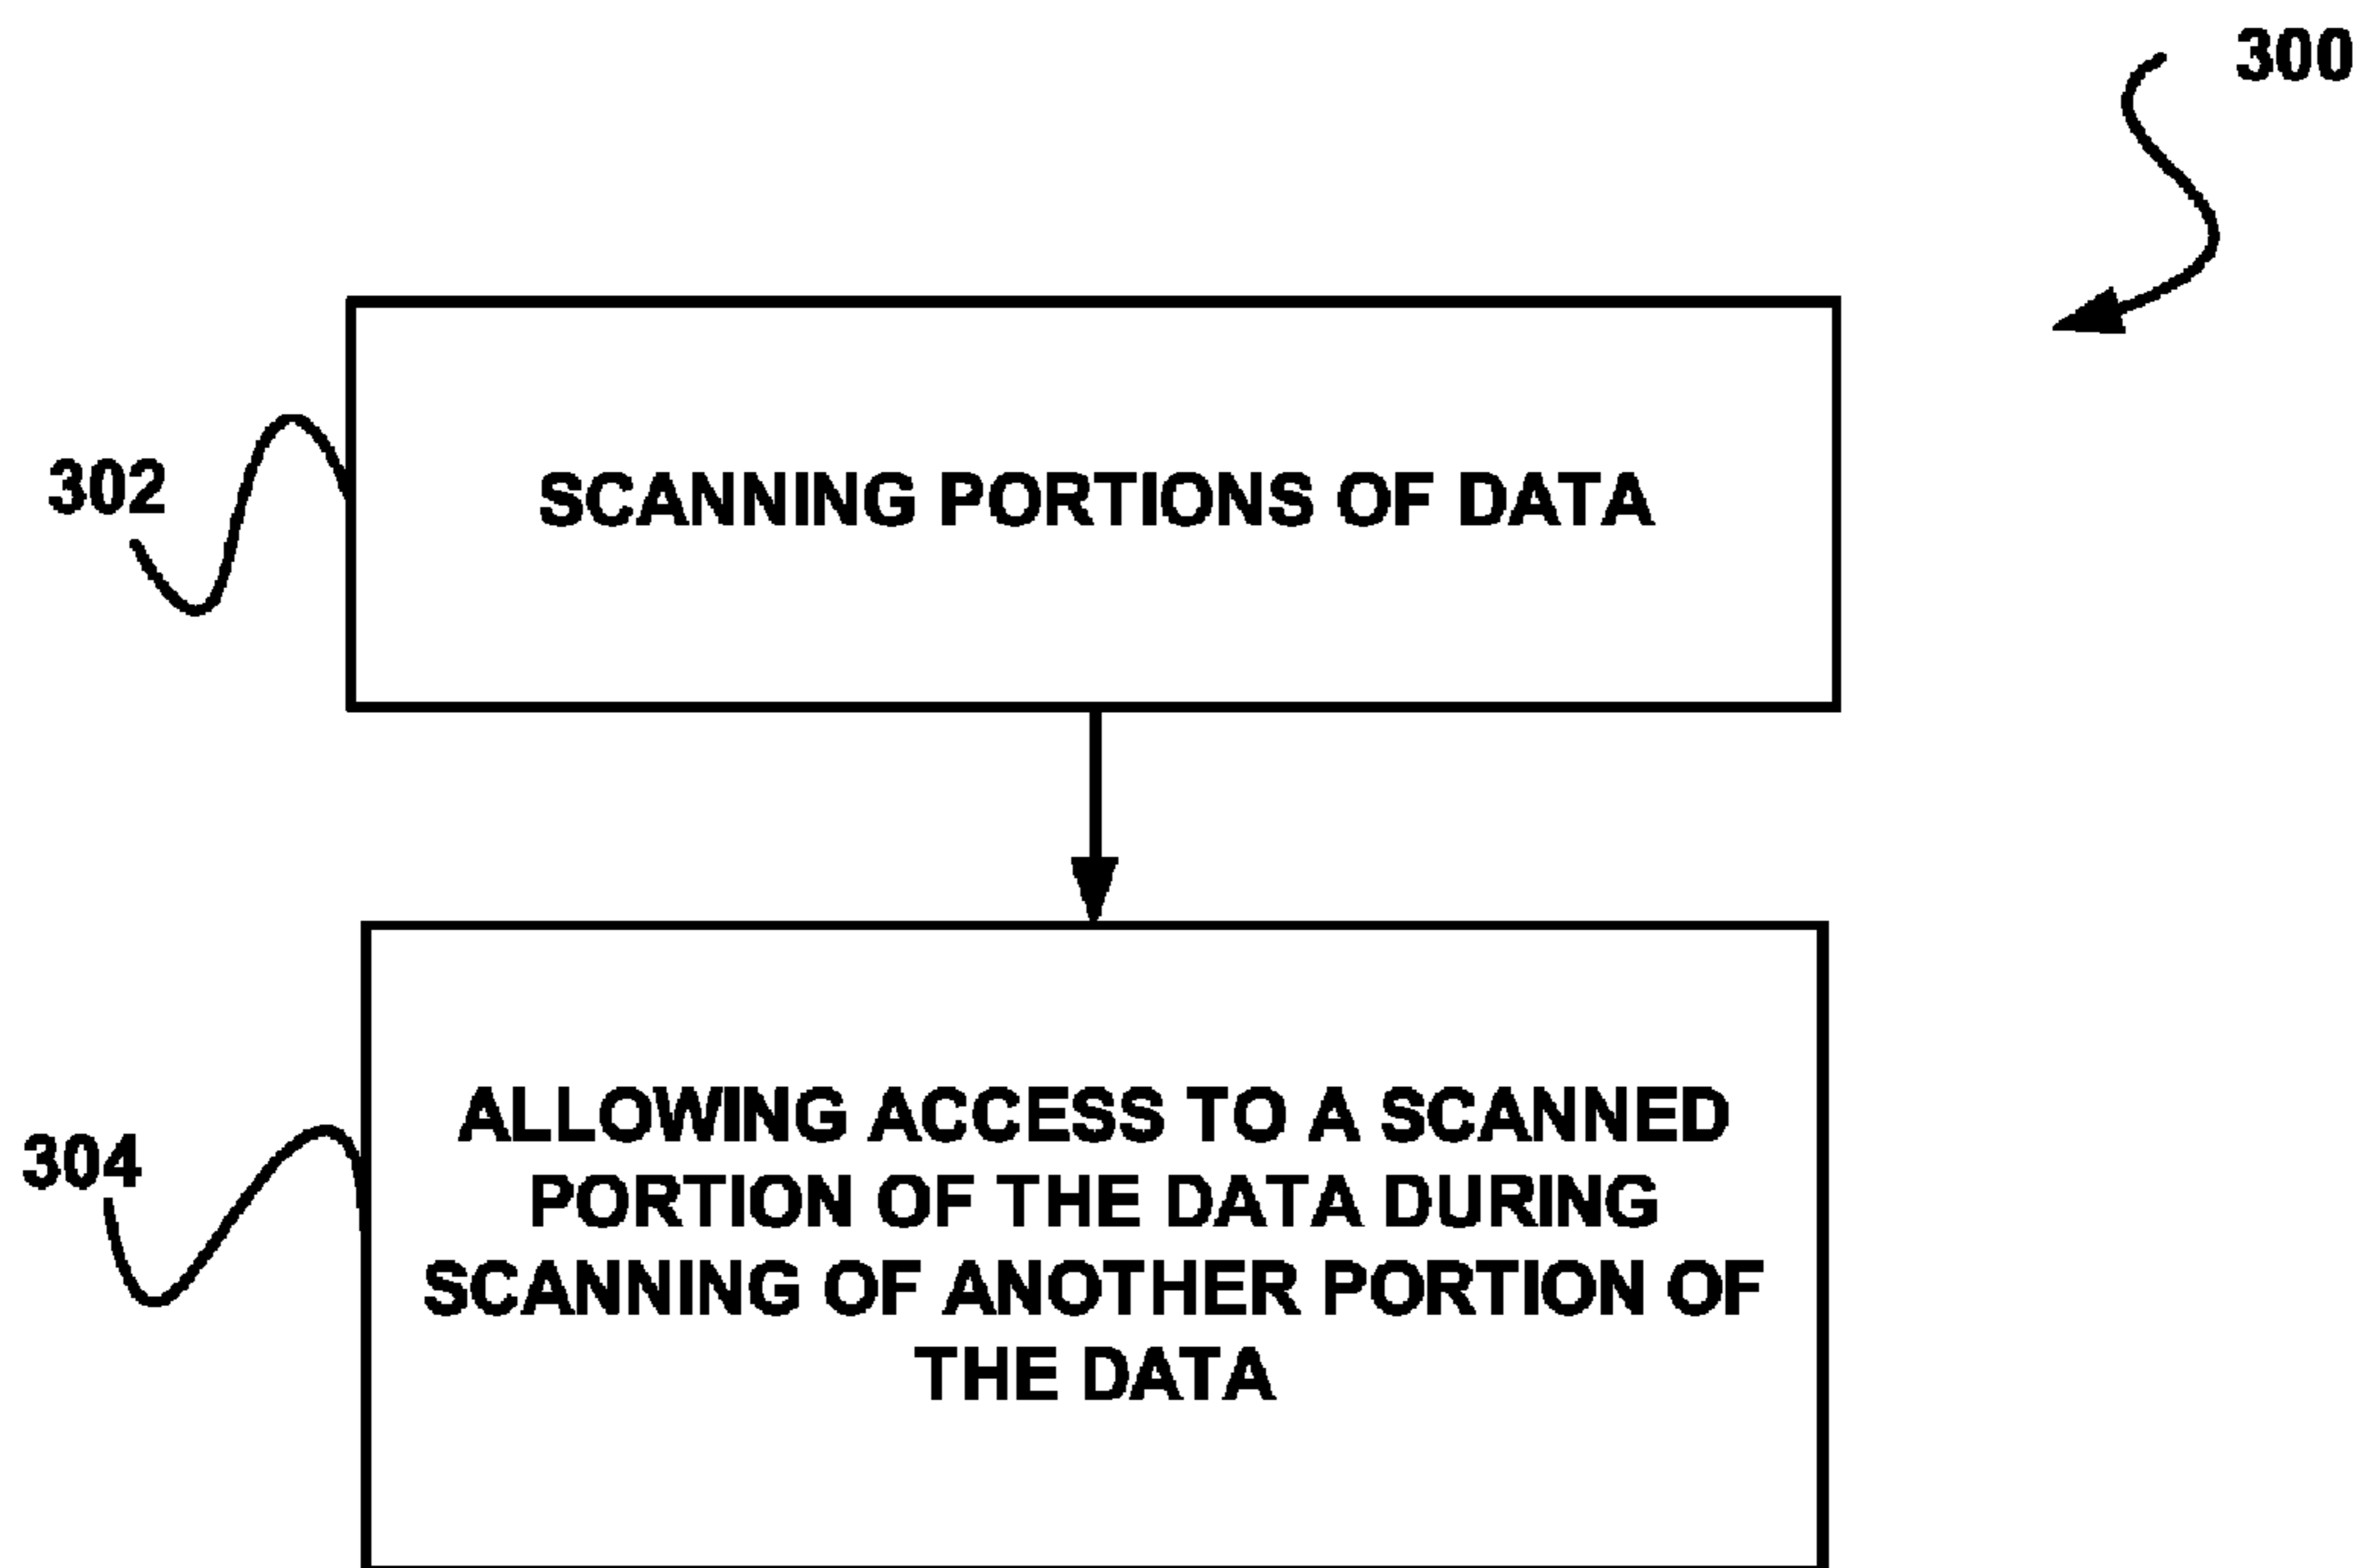 300
302
SCANNING PORTIONS OF DATA
304
ALLOWING ACCESS TO A SCANNED
PORTION OF THE DATA DURING
SCANNING OF ANOTHER PORTION OF
THE DATA